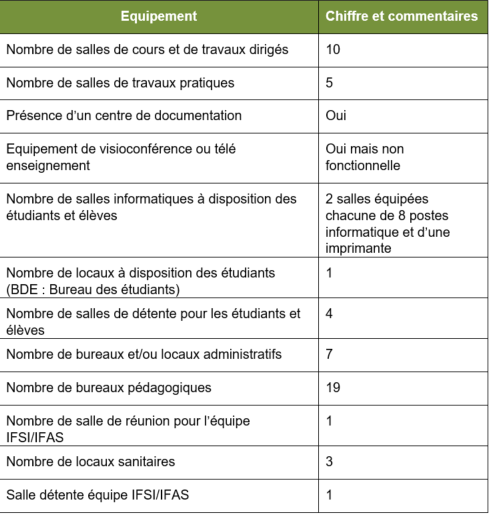 Equipement
Chiffre et commentaires
Nombre de salles de cours et de travaux dirigés
10
Nombre de salles de travaux pratiques
5
Présence d'un centre de documentation
Oui
Equipement de visioconférence ou télé
enseignement
Oui mais non
fonctionnelle
Nombre de salles informatiques à disposition des
étudiants et élèves
2 salles équipées
chacune de 8 postes
informatique et d'une
imprimante
Nombre de locaux à disposition des étudiants
(BDE : Bureau des étudiants)
1
Nombre de salles de détente pour les étudiants et
élèves
4
Nombre de bureaux et/ou locaux administratifs
7
Nombre de bureaux pédagogiques
19
Nombre de salle de réunion pour l'équipe
IFSI/IFAS
1
Nombre de locaux sanitaires
3
Salle détente équipe IFSI/IFAS
1